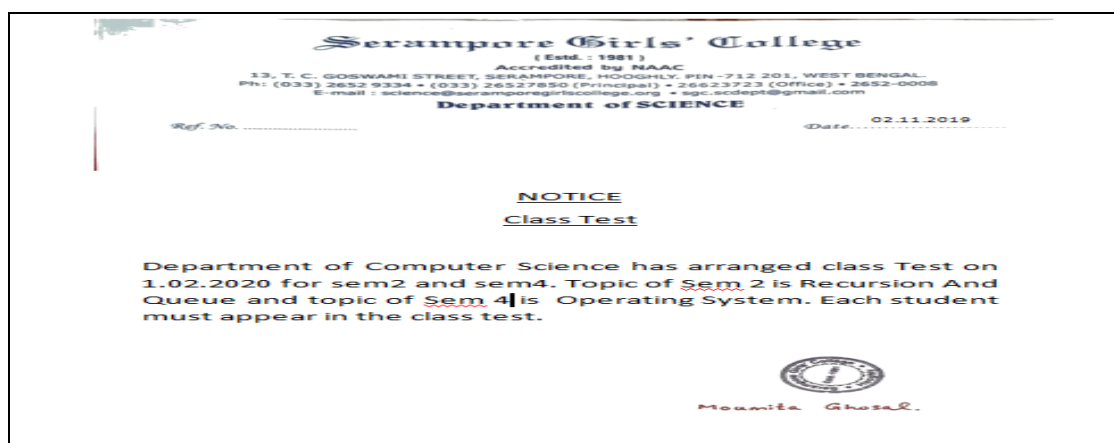 Serampore Girls' College
( Estd. : 1981 )
Accredited by NAAC
13, T. C. GOSWAMI STREET, SERAMPORE, HOOGHLY. PIN -712 201, WEST BENGAL.
Ph: (033) 2652 9334 • (033) 26527850 (Principal) • 26623723 (Office) • 2652-0008
E-mail : science@seramporegirlscollege.org • sgc.scdept@gmail.com
Department of SCIENCE
Ref. No. ........................... Date 02.11.2019
NOTICE
Class Test
Department of Computer Science has arranged class Test on
1.02.2020 for sem2 and sem4. Topic of Sem 2 is Recursion And
Queue and topic of Sem 4 is Operating System. Each student
must appear in the class test.
Moumita Ghosal.